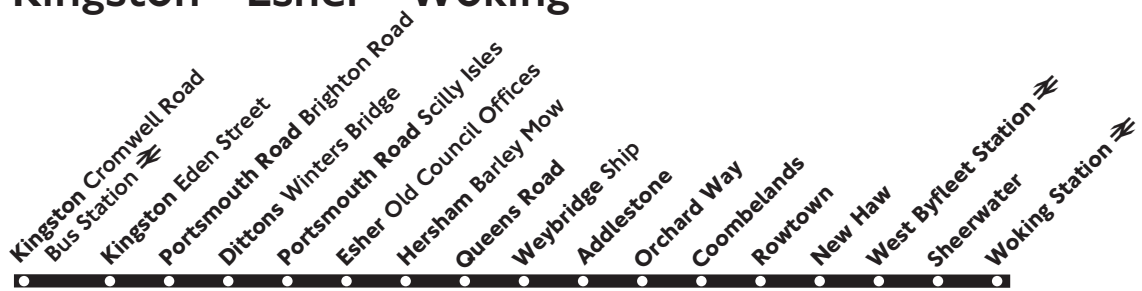 Kingston – Esher – Woking
Kingston Cromwell Road
Bus Station
Kingston Eden Street
Portsmouth Road Brighton Road
Dittons Winters Bridge
Portsmouth Road Scilly Isles
Esher Old Council Offices
Hersham Barley Mow
Queens Road
Weybridge Ship
Addlestone
Orchard Way
Coombelands
Rowtown
New Haw
West Byfleet Station
Sheerwater
Woking Station